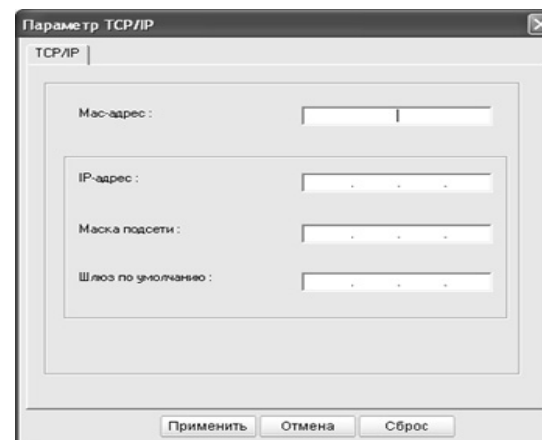 Параметр TCP/IP
TCP/IP
Mac-адрес :
IP-адрес :
Маска подсети :
Шлюз по умолчанию :
Применить Отмена Сброс